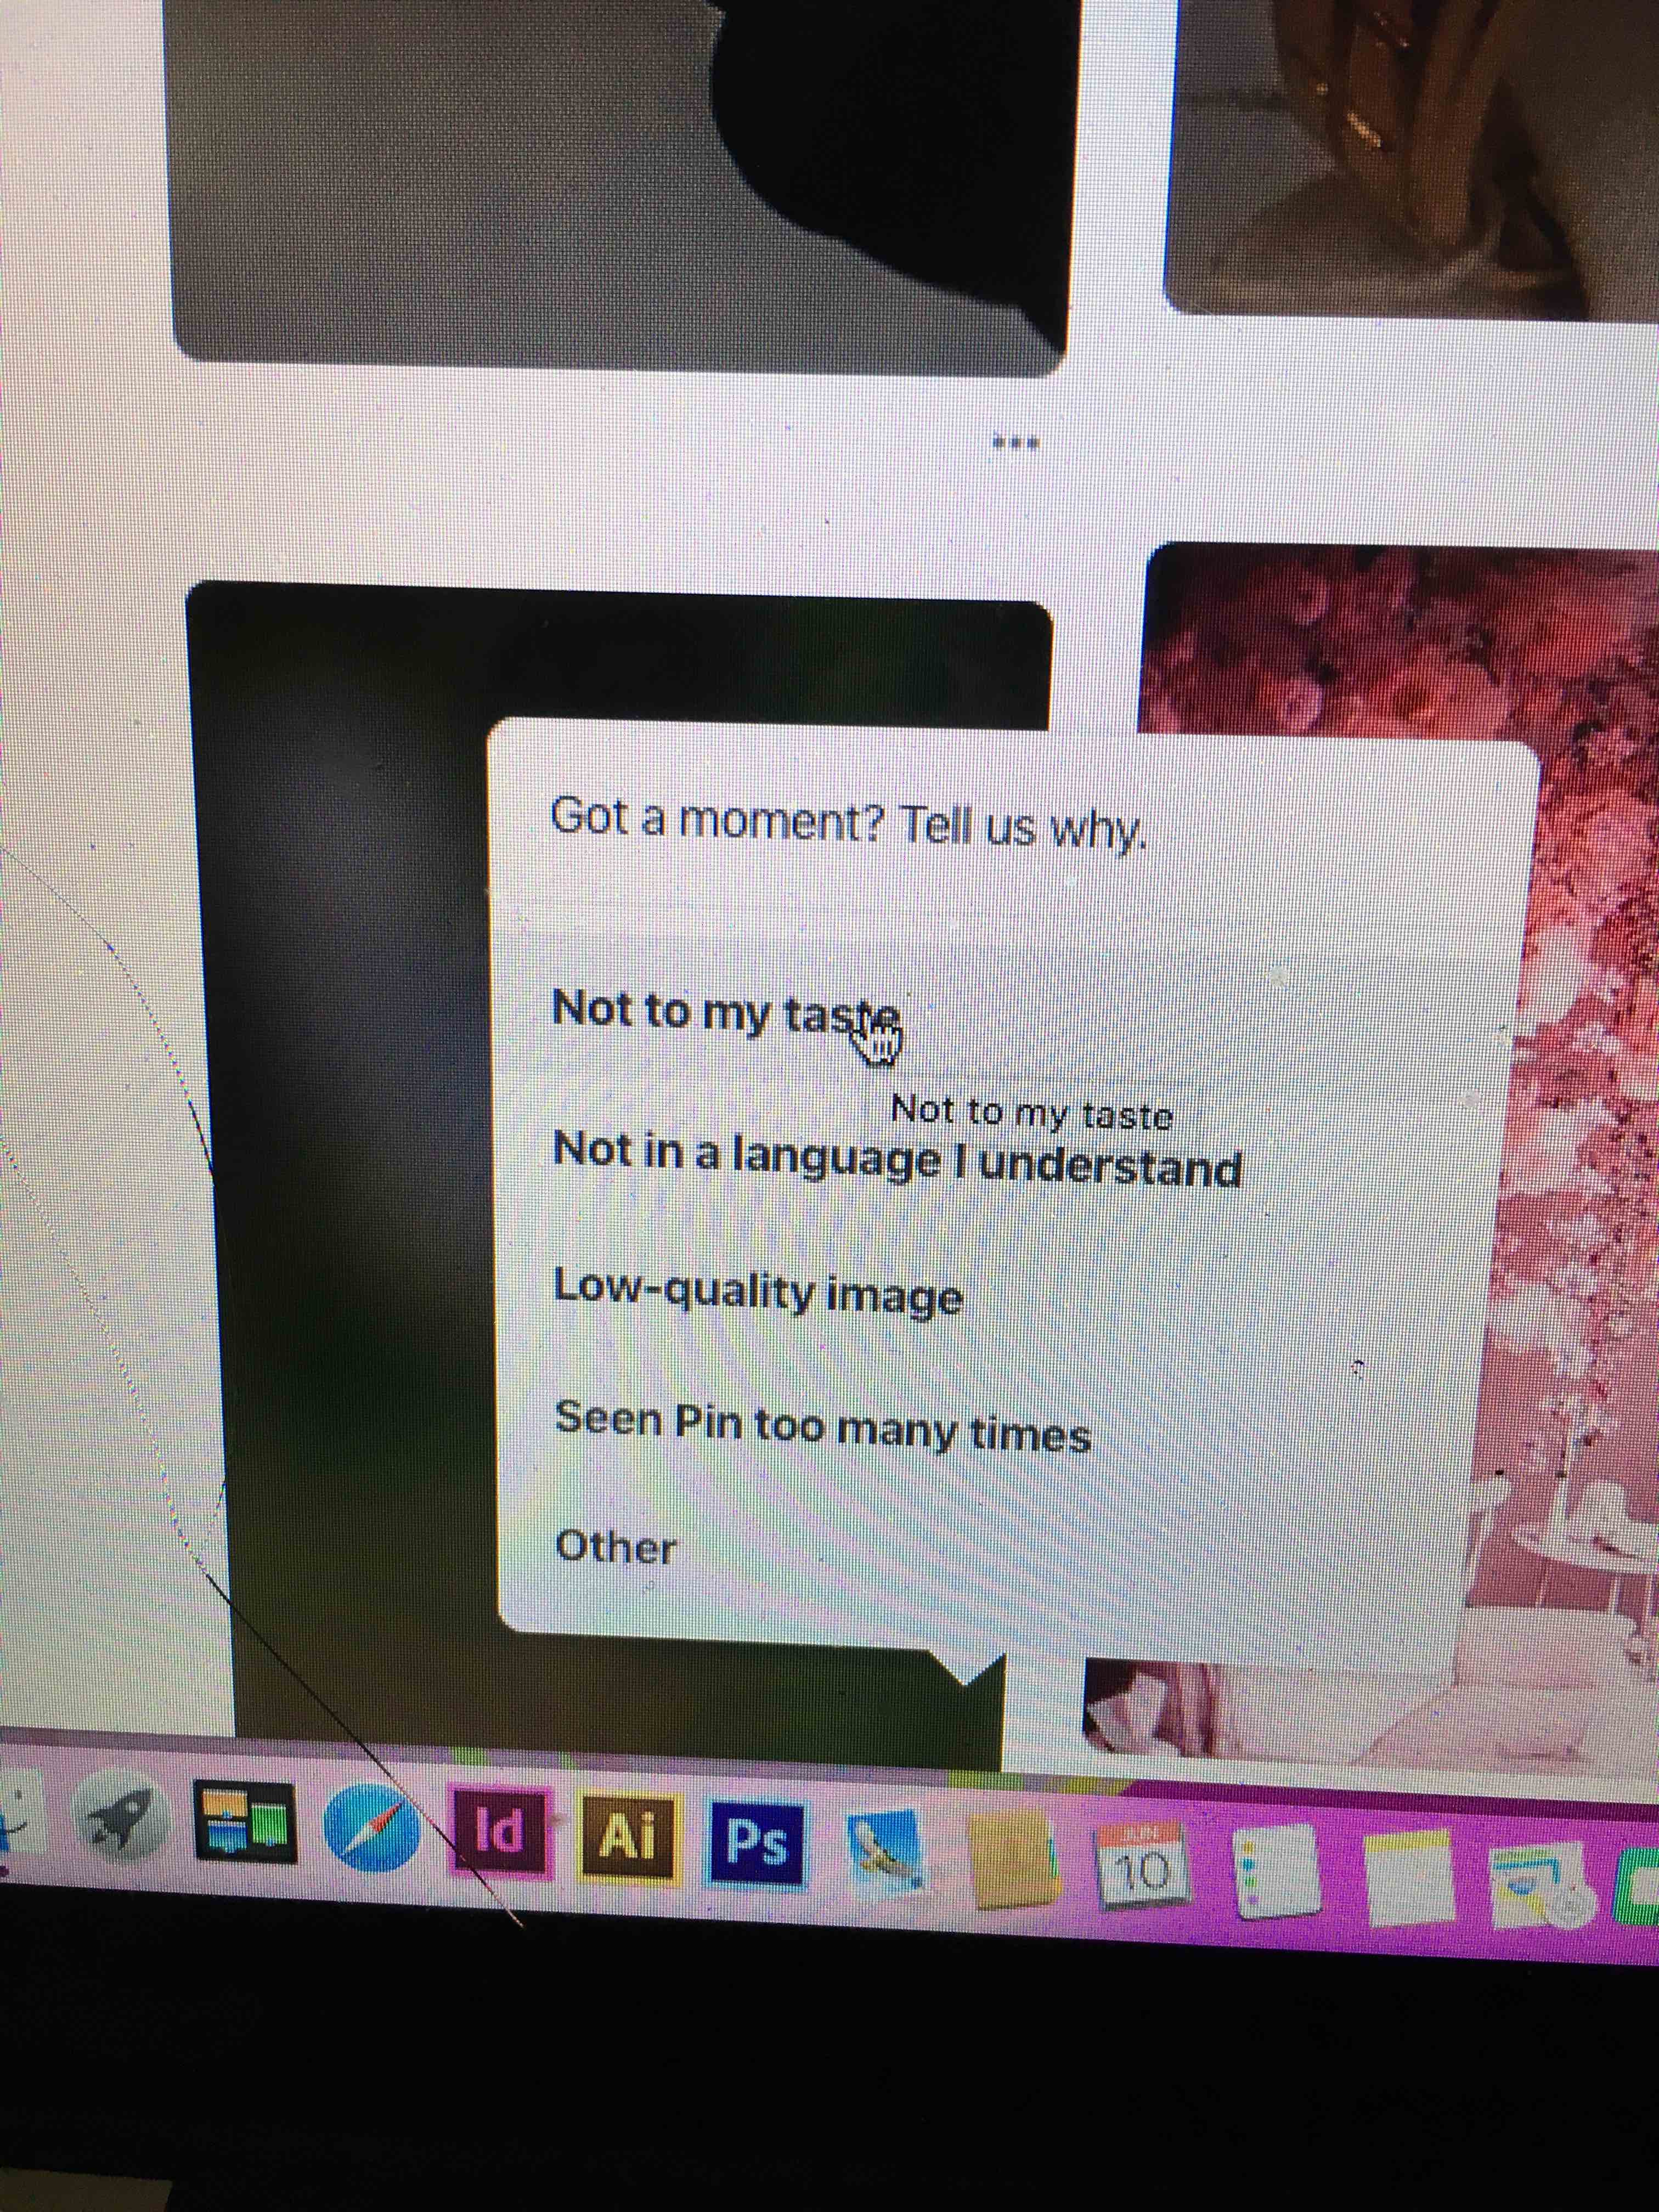 Got a moment? Tell us why.
Not to my taste
Not to my taste
Not in a language I understand
Low-quality image
Seen Pin too many times
Other
Id
Ai
Ps
JUN
10